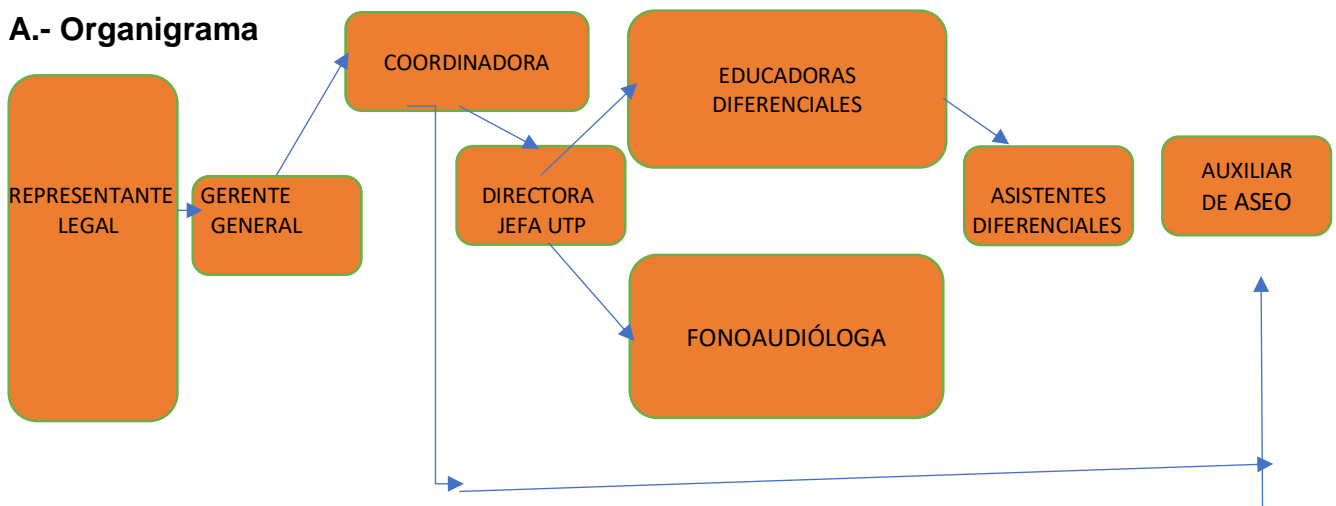 A.- Organigrama
COORDINADORA
EDUCADORAS
DIFERENCIALES
REPRESENTANTE
LEGAL
GERENTE
GENERAL
DIRECTORA
JEFA UTP
ASISTENTES
DIFERENCIALES
AUXILIAR
DE ASEO
FONOAUDIÓLOGA